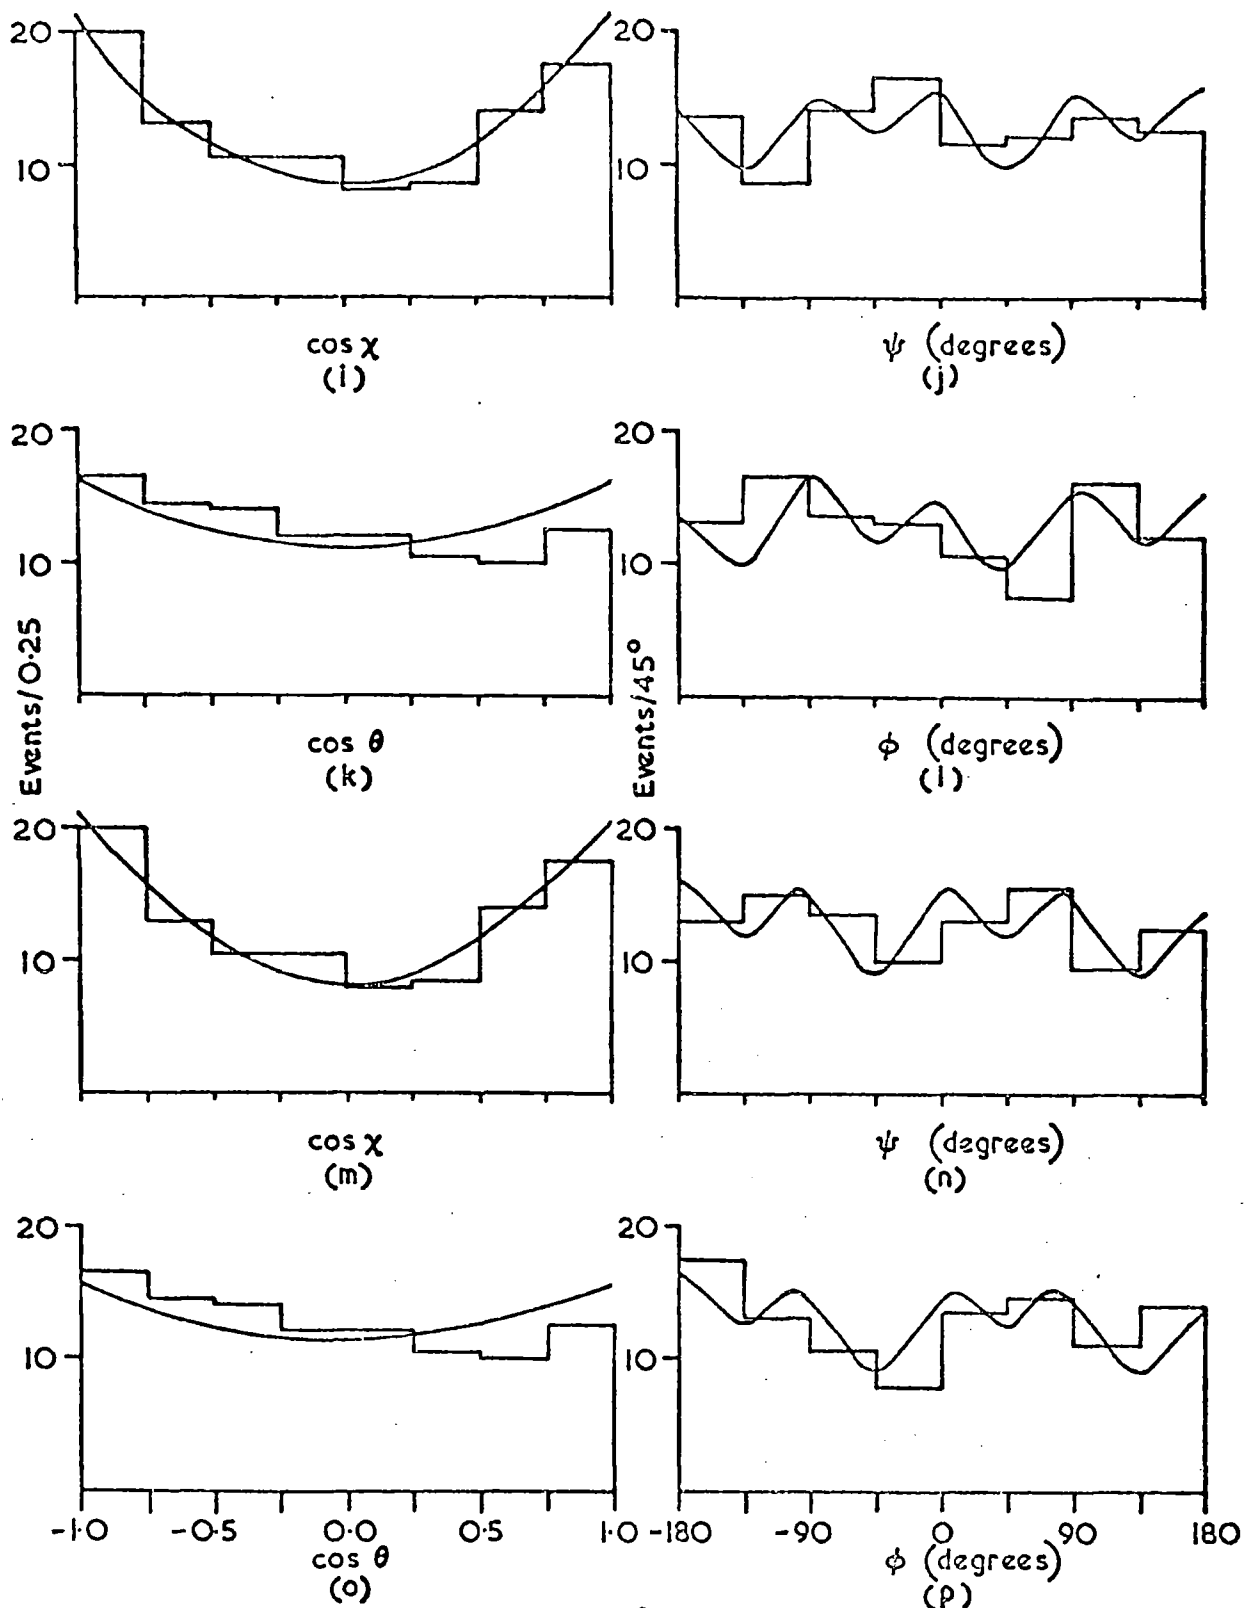 20
10
cos χ
(i)
20
10
ψ (degrees)
(j)
20
10
cos θ
(k)
Events/0·25
20
10
φ (degrees)
(l)
Events/45°
20
10
cos χ
(m)
20
10
ψ (degrees)
(n)
20
10
-1·0 -0·5 0·0 0·5 1·0
cos θ
(o)
20
10
-180 -90 0 90 180
φ (degrees)
(p)